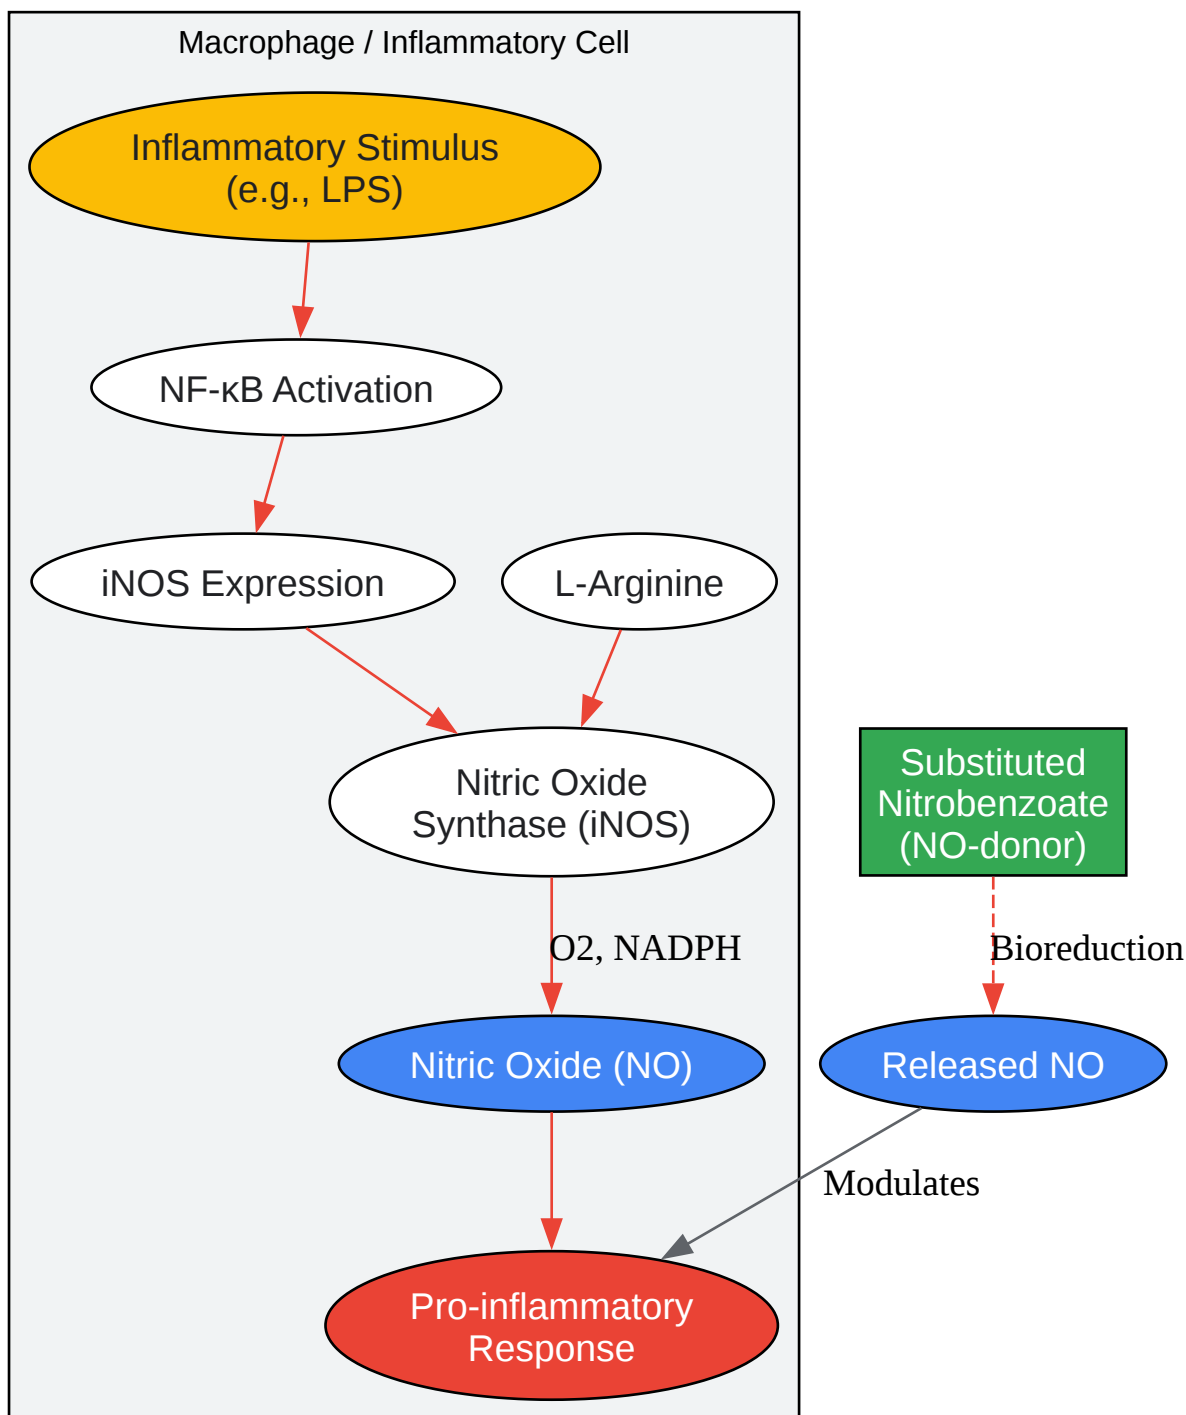 Macrophage / Inflammatory Cell
Inflammatory Stimulus
(e.g., LPS)
NF-κB Activation
iNOS Expression
L-Arginine
Nitric Oxide
Synthase (iNOS)
Substituted
Nitrobenzoate
(NO-donor)
O2, NADPH
Bioreduction
Nitric Oxide (NO)
Released NO
Modulates
Pro-inflammatory
Response